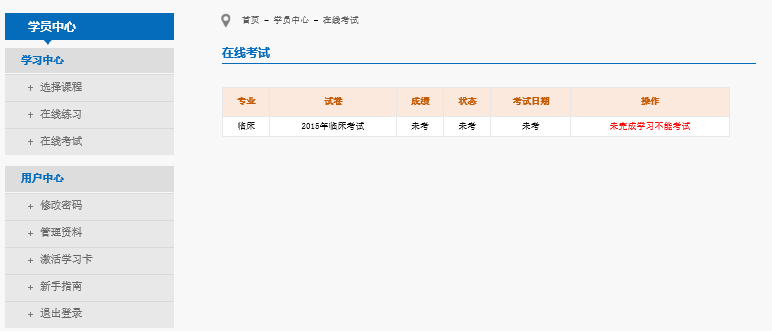 学员中心
学习中心
+ 选择课程
+ 在线练习
+ 在线考试
用户中心
+ 修改密码
+ 管理资料
+ 激活学习卡
+ 新手指南
+ 退出登录
首页 - 学员中心 - 在线考试
在线考试
专业 试卷 成绩 状态 考试日期 操作
临床 2015年临床考试 未考 未考 未考 未完成学习不能考试